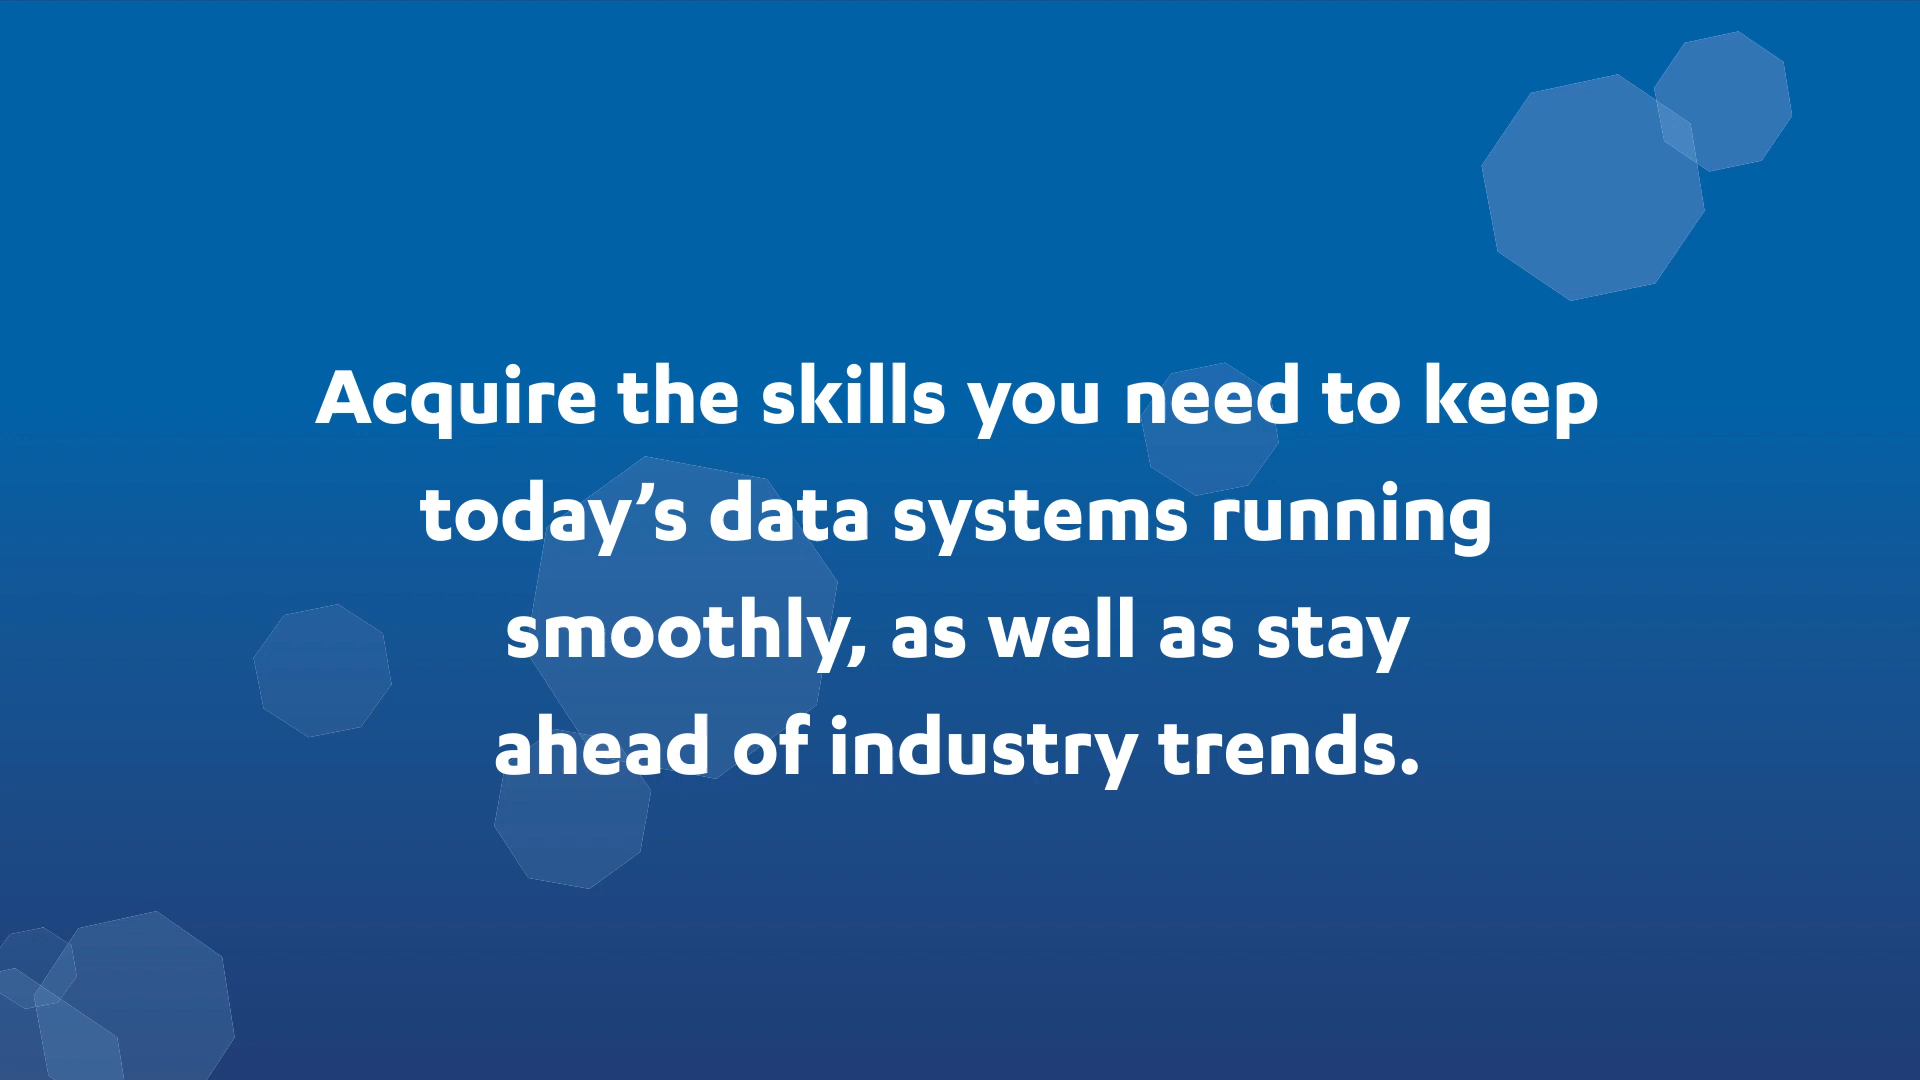 Acquire the skills you need to keep
today’s data systems running
smoothly, as well as stay
ahead of industry trends.